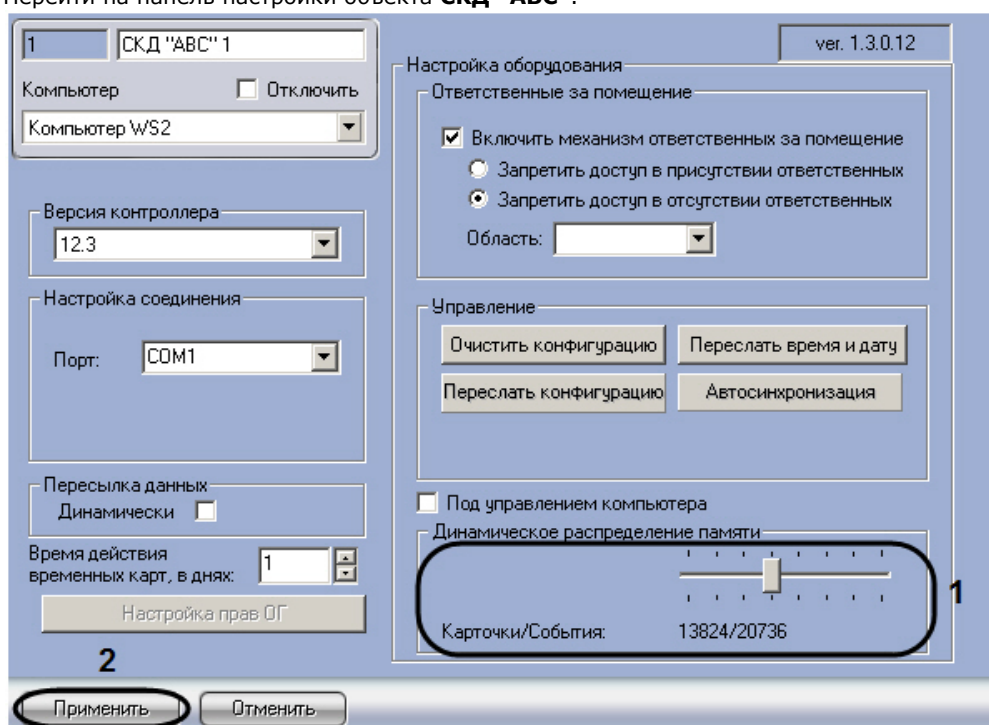 Перейти на панель настройки объекта СКД "ABC".
1 СКД "ABC" 1
ver. 1.3.0.12
Компьютер Отключить
Компьютер WS2
Версия контроллера
12.3
Настройка соединения
Порт: COM1
Пересылка данных
Динамически
Время действия
временных карт, в днях: 1
Настройка прав ОГ
2
Применить Отменить
Настройка оборудования
Ответственные за помещение
Включить механизм ответственных за помещение
Запретить доступ в присутствии ответственных
Запретить доступ в отсутствии ответственных
Область:
Управление
Очистить конфигурацию Переслать время и дату
Переслать конфигурацию Автосинхронизация
Под управлением компьютера
Динамическое распределение памяти
1
Карточки/События: 13824/20736